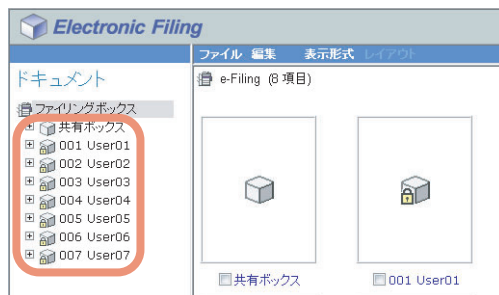 Electronic Filing
ファイル 編集 表示形式 レイアウト
ドキュメント
e-Filing (8 項目)
ファイリングボックス
共有ボックス
001 User01
002 User02
003 User03
004 User04
005 User05
006 User06
007 User07
共有ボックス
001 User01